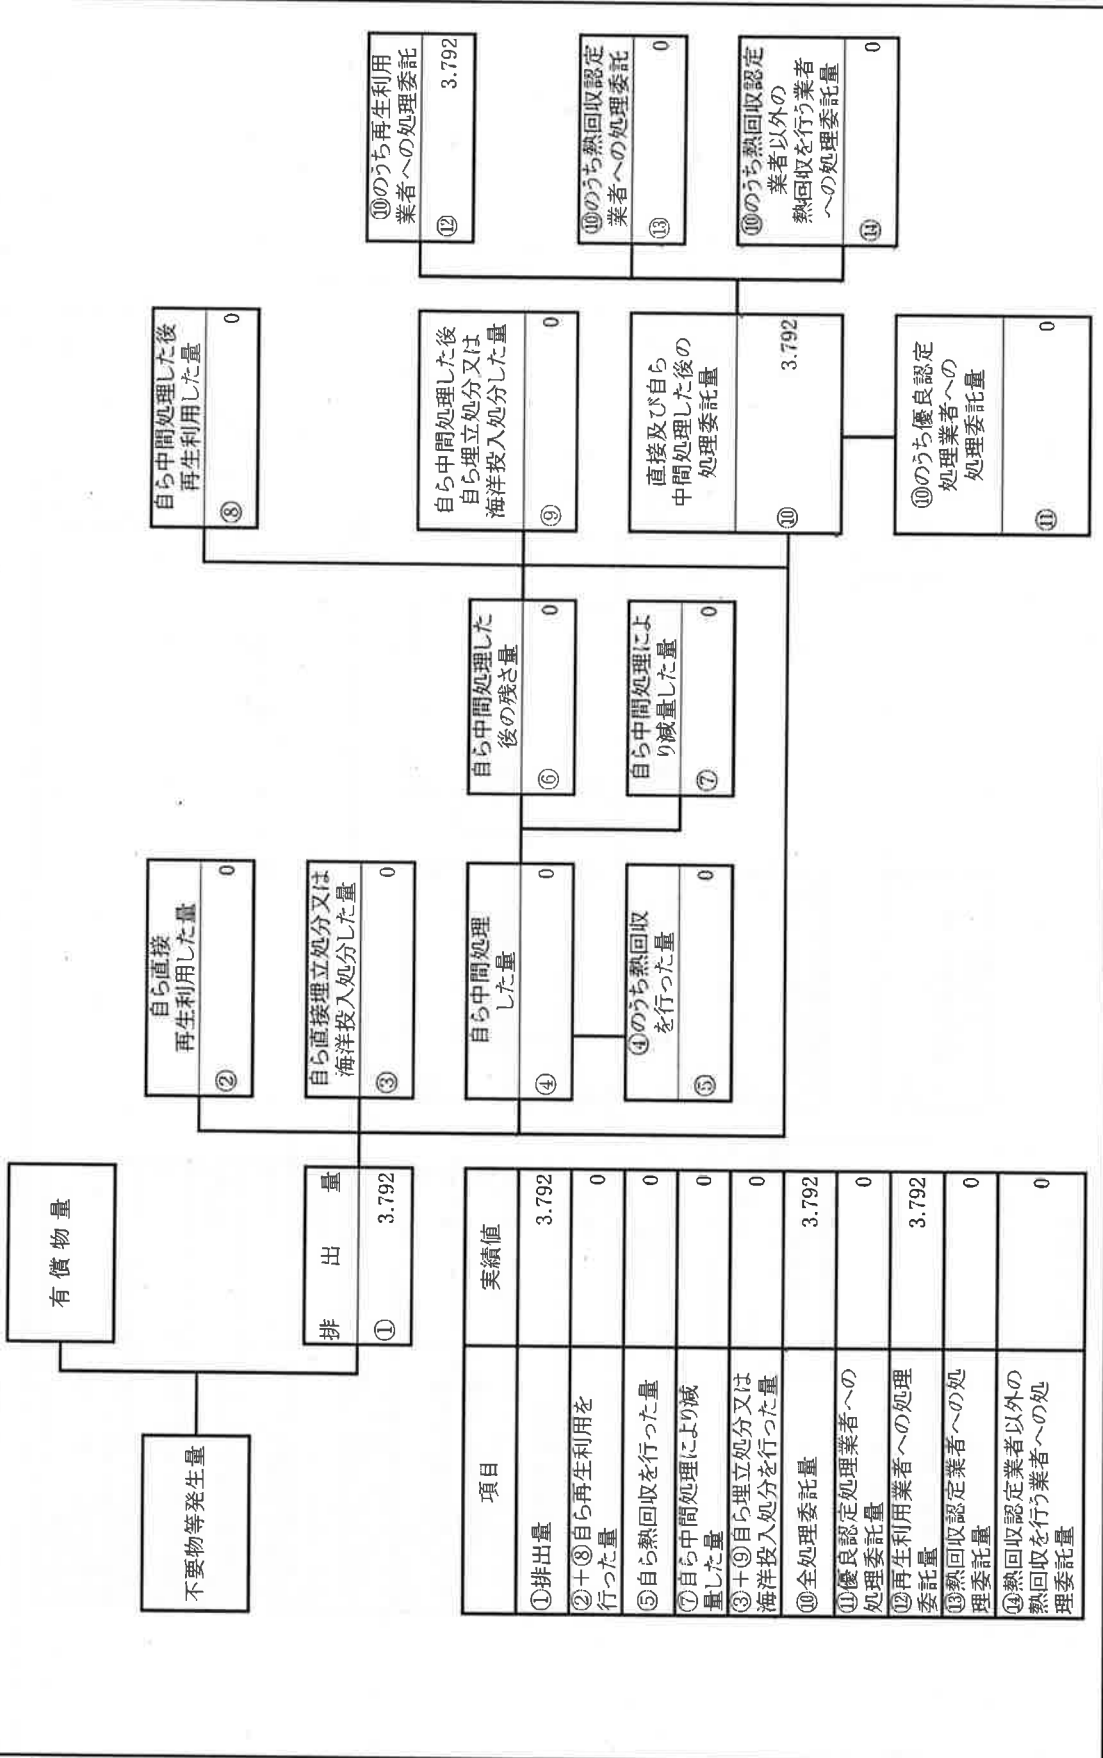 有償物量
不要物等発生量
排出量
① 3.792
自ら直接
再生利用した量
② 0
自ら直接埋立処分又は
海洋投入処分した量
③ 0
自ら中間処理
した量
④ 0
④のうち熱回収
を行った量
⑤ 0
自ら中間処理した
後の残さ量
⑥ 0
自ら中間処理によ
り減量した量
⑦ 0
自ら中間処理した後
再生利用した量
⑧ 0
自ら中間処理した後
自ら埋立処分又は
海洋投入処分した量
⑨ 0
直接及び自ら
中間処理した後の
処理委託量
⑩ 3.792
⑩のうち優良認定
処理業者への
処理委託量
⑪ 0
⑩のうち再生利用
業者への処理委託
⑫ 3.792
⑩のうち熱回収認定
業者への処理委託
⑬ 0
⑩のうち熱回収認定
業者以外の
熱回収を行う業者
への処理委託量
⑭ 0
項目 実績値
①排出量 3.792
②+⑧自ら再生利用を
行った量 0
⑤自ら熱回収を行った量 0
⑦自ら中間処理により減
量した量 0
③+⑨自ら埋立処分又は
海洋投入処分を行った量 0
⑩全処理委託量 3.792
⑪優良認定処理業者への
処理委託量 0
⑫再生利用業者への処理
委託量 3.792
⑬熱回収認定業者への処
理委託量 0
⑭熱回収認定業者以外の
熱回収を行う業者への処
理委託量 0